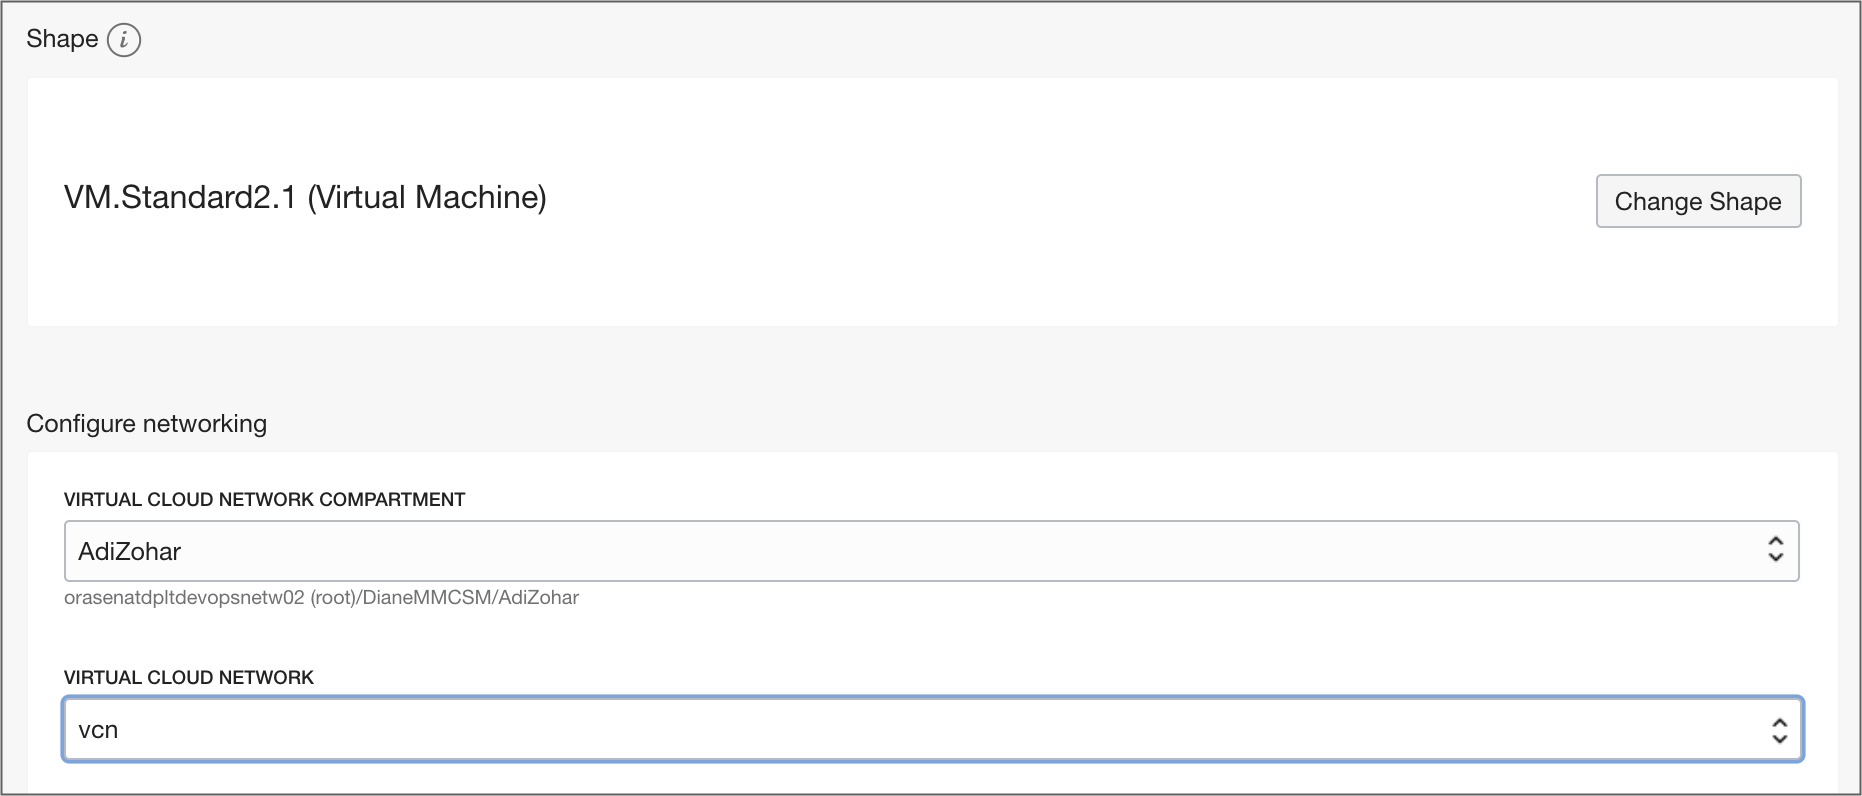 Shape i
VM.Standard2.1 (Virtual Machine)
Change Shape
Configure networking
VIRTUAL CLOUD NETWORK COMPARTMENT
AdiZohar
orasenatdpltdevopsnetw02 (root)/DianeMMCSM/AdiZohar
VIRTUAL CLOUD NETWORK
vcn